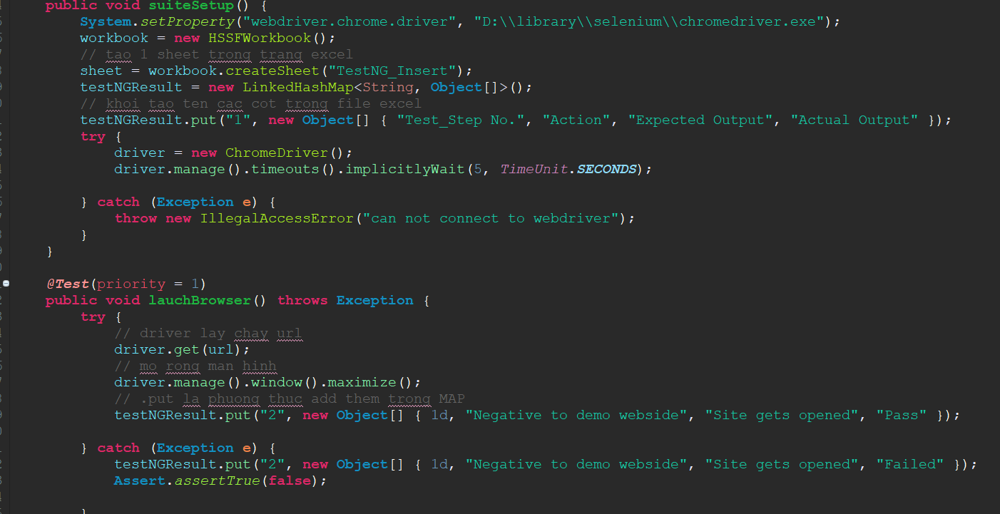 public void suiteSetup() {
System.setProperty("webdriver.chrome.driver", "D:\\library\\selenium\\chromedriver.exe");
workbook = new HSSFWorkbook();
// tao 1 sheet trong trang excel
sheet = workbook.createSheet("TestNG_Insert");
testNGResult = new LinkedHashMap<String, Object[]>();
// khoi tao ten cac cot trong file excel
testNGResult.put("1", new Object[] { "Test_Step No.", "Action", "Expected Output", "Actual Output" });
try {
driver = new ChromeDriver();
driver.manage().timeouts().implicitlyWait(5, TimeUnit.SECONDS);
} catch (Exception e) {
throw new IllegalAccessError("can not connect to webdriver");
}
}
@Test(priority = 1)
public void lauchBrowser() throws Exception {
try {
// driver lay chay url
driver.get(url);
// mo rong man hinh
driver.manage().window().maximize();
// .put la phuong thuc add them trong MAP
testNGResult.put("2", new Object[] { 1d, "Negative to demo webside", "Site gets opened", "Pass" });
} catch (Exception e) {
testNGResult.put("2", new Object[] { 1d, "Negative to demo webside", "Site gets opened", "Failed" });
Assert.assertTrue(false);
}